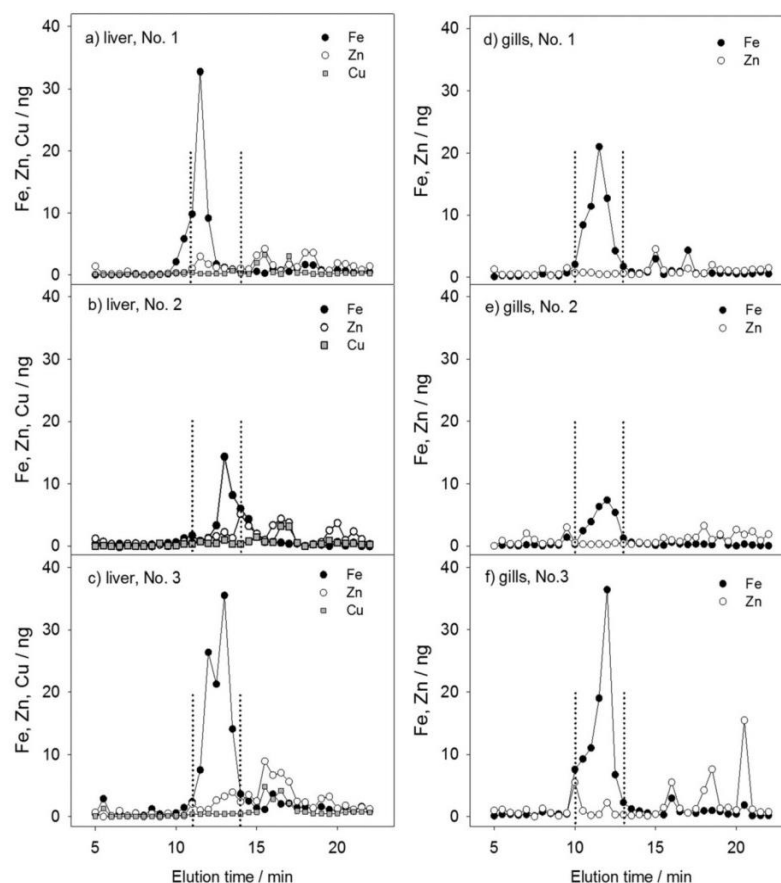 a) liver, No. 1
Fe
Zn
Cu
40
30
20
10
0
Fe, Zn, Cu / ng
d) gills, No. 1
Fe
Zn
40
30
20
10
0
Fe, Zn / ng
b) liver, No. 2
Fe
Zn
Cu
40
30
20
10
0
Fe, Zn, Cu / ng
e) gills, No. 2
Fe
Zn
40
30
20
10
0
Fe, Zn / ng
c) liver, No. 3
Fe
Zn
Cu
40
30
20
10
0
Fe, Zn, Cu / ng
5 10 15 20
Elution time / min
f) gills, No.3
Fe
Zn
40
30
20
10
0
Fe, Zn / ng
5 10 15 20
Elution time / min